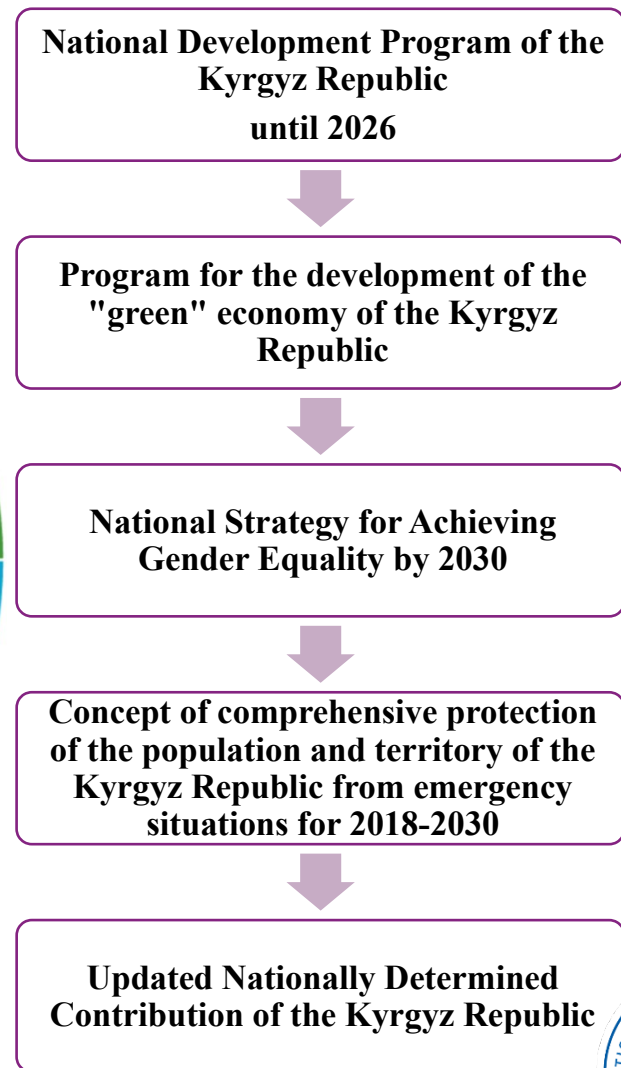 National Development Program of the
Kyrgyz Republic
until 2026
Program for the development of the
"green" economy of the Kyrgyz
Republic
National Strategy for Achieving
Gender Equality by 2030
Concept of comprehensive protection
of the population and territory of the
Kyrgyz Republic from emergency
situations for 2018-2030
Updated Nationally Determined
Contribution of the Kyrgyz Republic